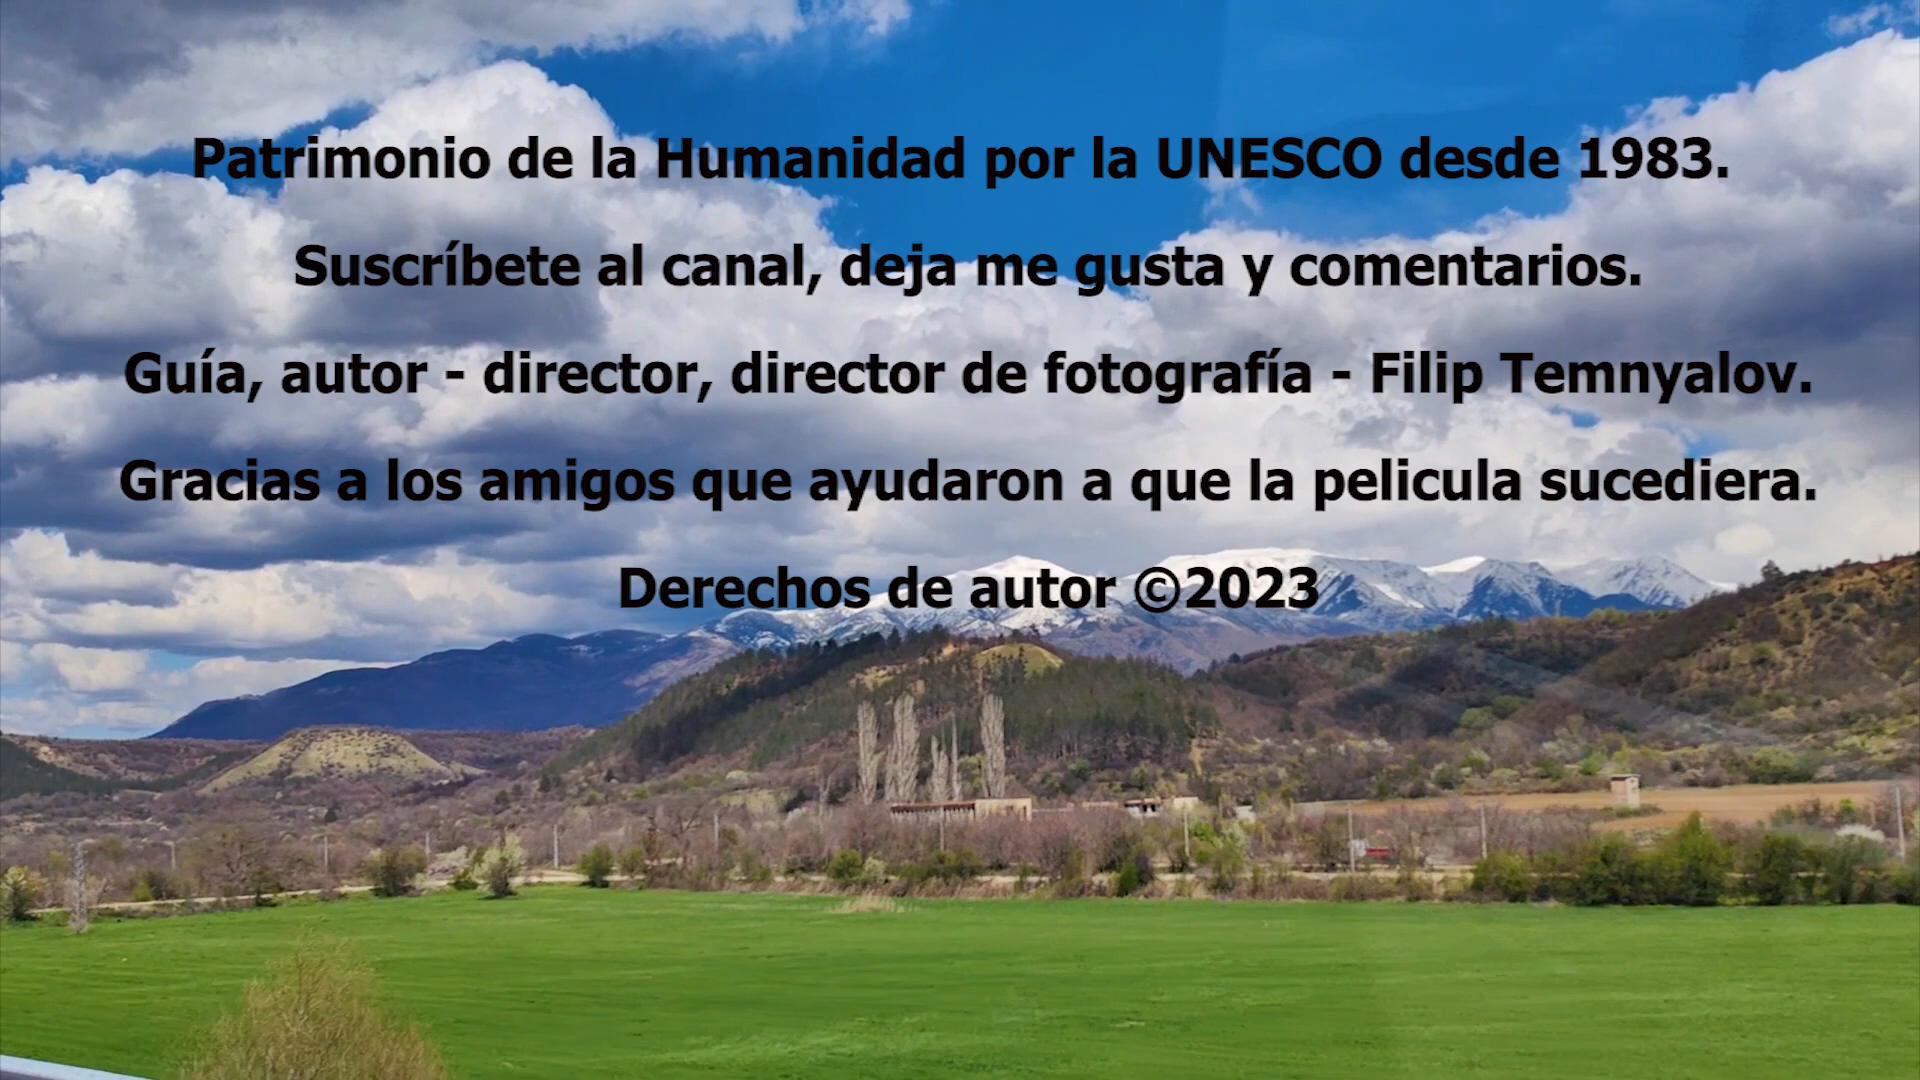 Patrimonio de la Humanidad por la UNESCO desde 1983.
Suscríbete al canal, deja me gusta y comentarios.
Guía, autor - director, director de fotografía - Filip Temnyalov.
Gracias a los amigos que ayudaron a que la pelicula sucediera.
Derechos de autor ©2023